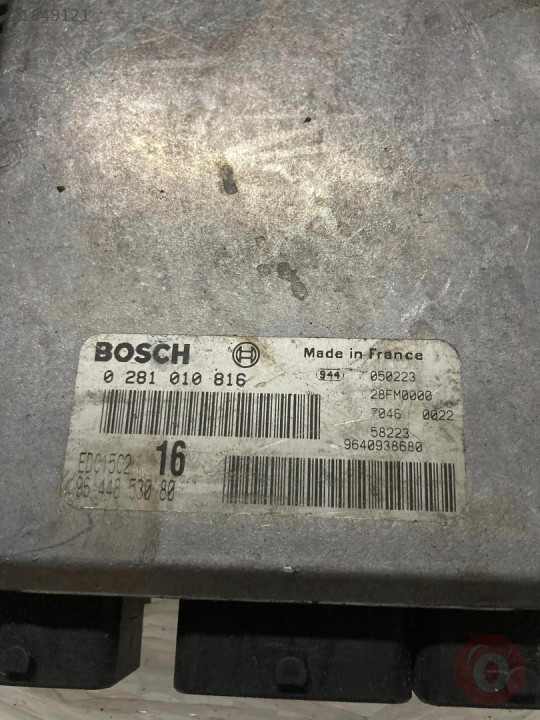 BOSCH
Made in France
0 281 010 816
944
050223
28FM0000
7046 0022
58223
9640938680
EDC15C2 16
96 448 530 80